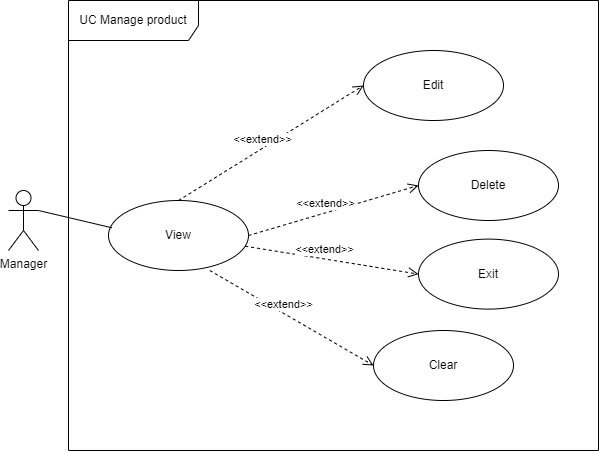 UC Manage product
Edit
<<extend>>
Delete
<<extend>>
View
<<extend>>
Exit
Manager
<<extend>>
Clear